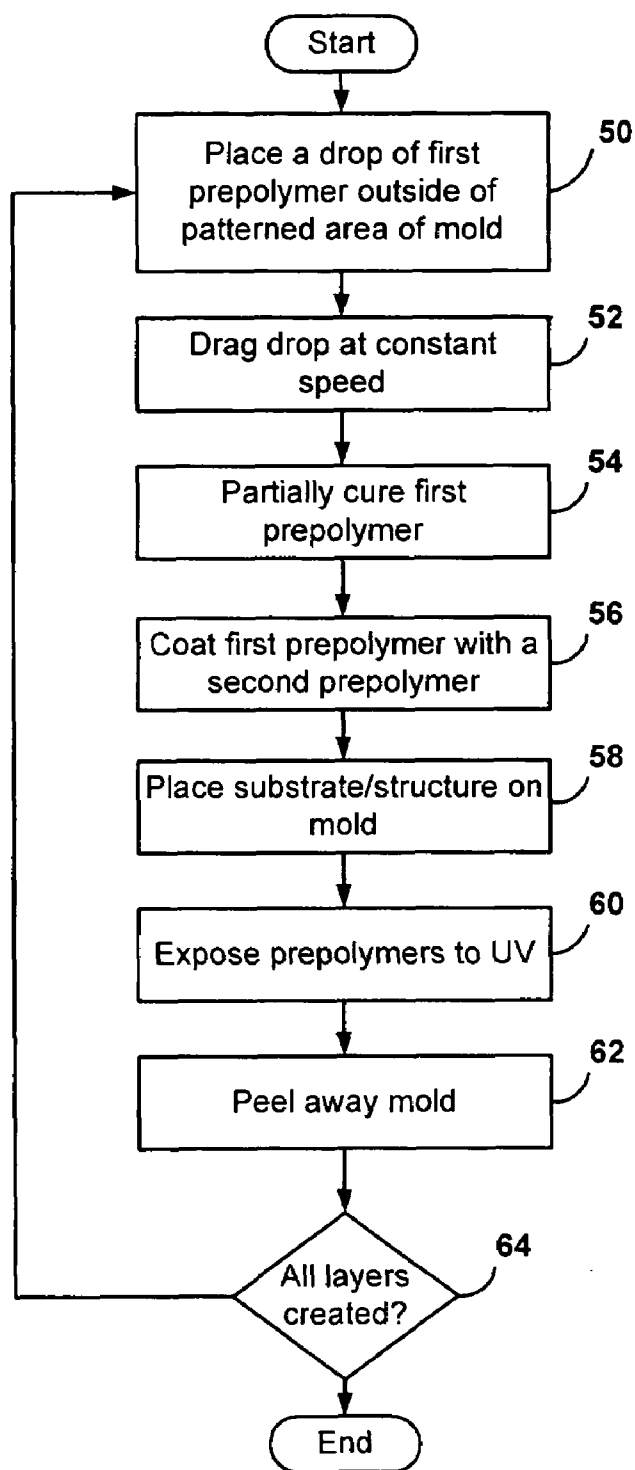 Start
50
Place a drop of first
prepolymer outside of
patterned area of mold
52
Drag drop at constant
speed
54
Partially cure first
prepolymer
56
Coat first prepolymer with a
second prepolymer
58
Place substrate/structure on
mold
60
Expose prepolymers to UV
62
Peel away mold
64
All layers
created?
End